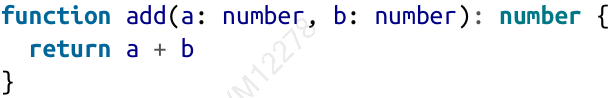 function add(a: number, b: number): number {
  return a + b
}